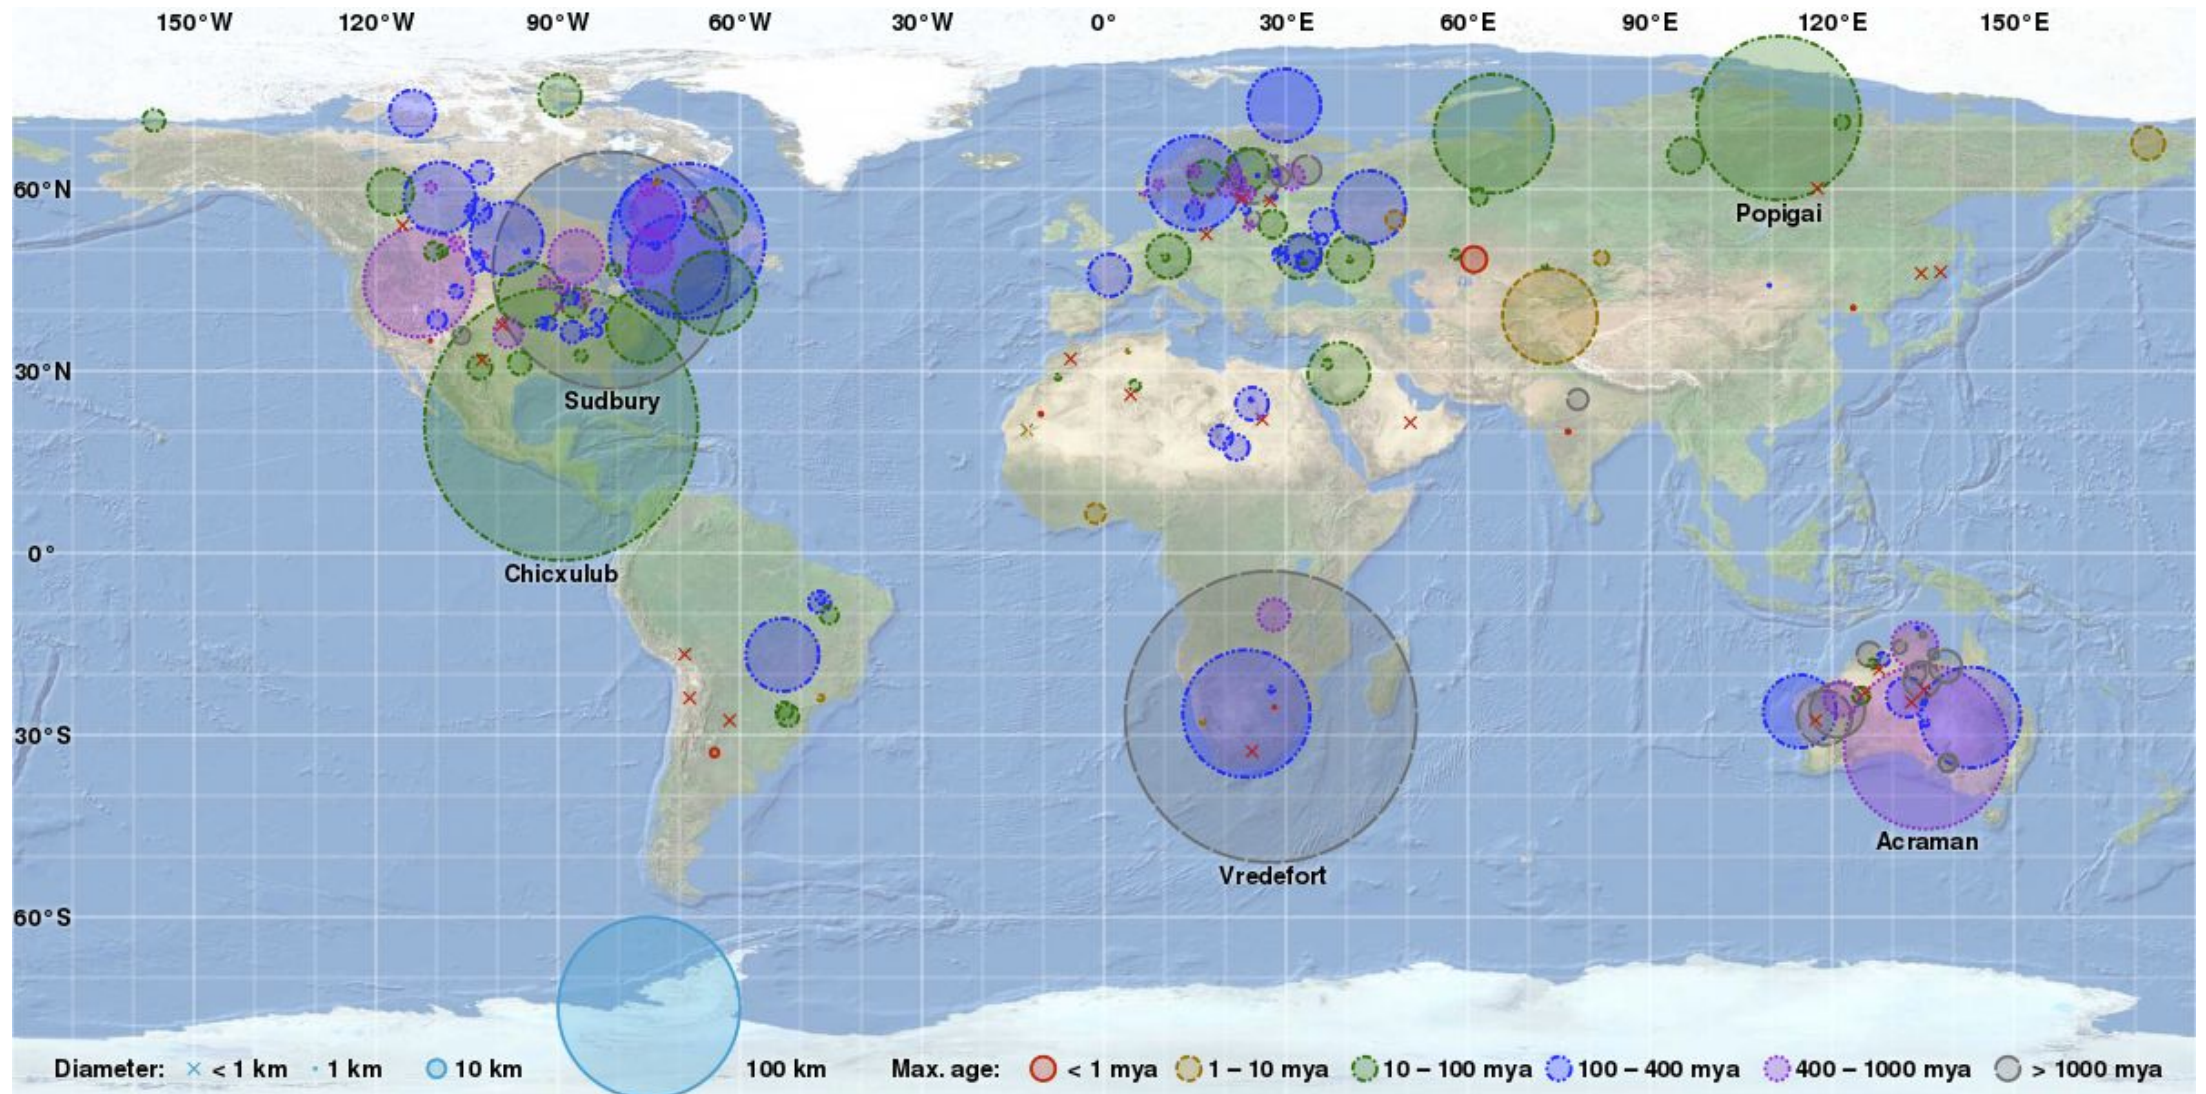 150°W 120°W 90°W 60°W 30°W 0° 30°E 60°E 90°E 120°E 150°E
60°N
Popigai
30°N
Sudbury
0°
Chicxulub
30°S
Acraman
Vredefort
60°S
Diameter: < 1 km 1 km 10 km 100 km Max. age: < 1 mya 1 – 10 mya 10 – 100 mya 100 – 400 mya 400 – 1000 mya > 1000 mya